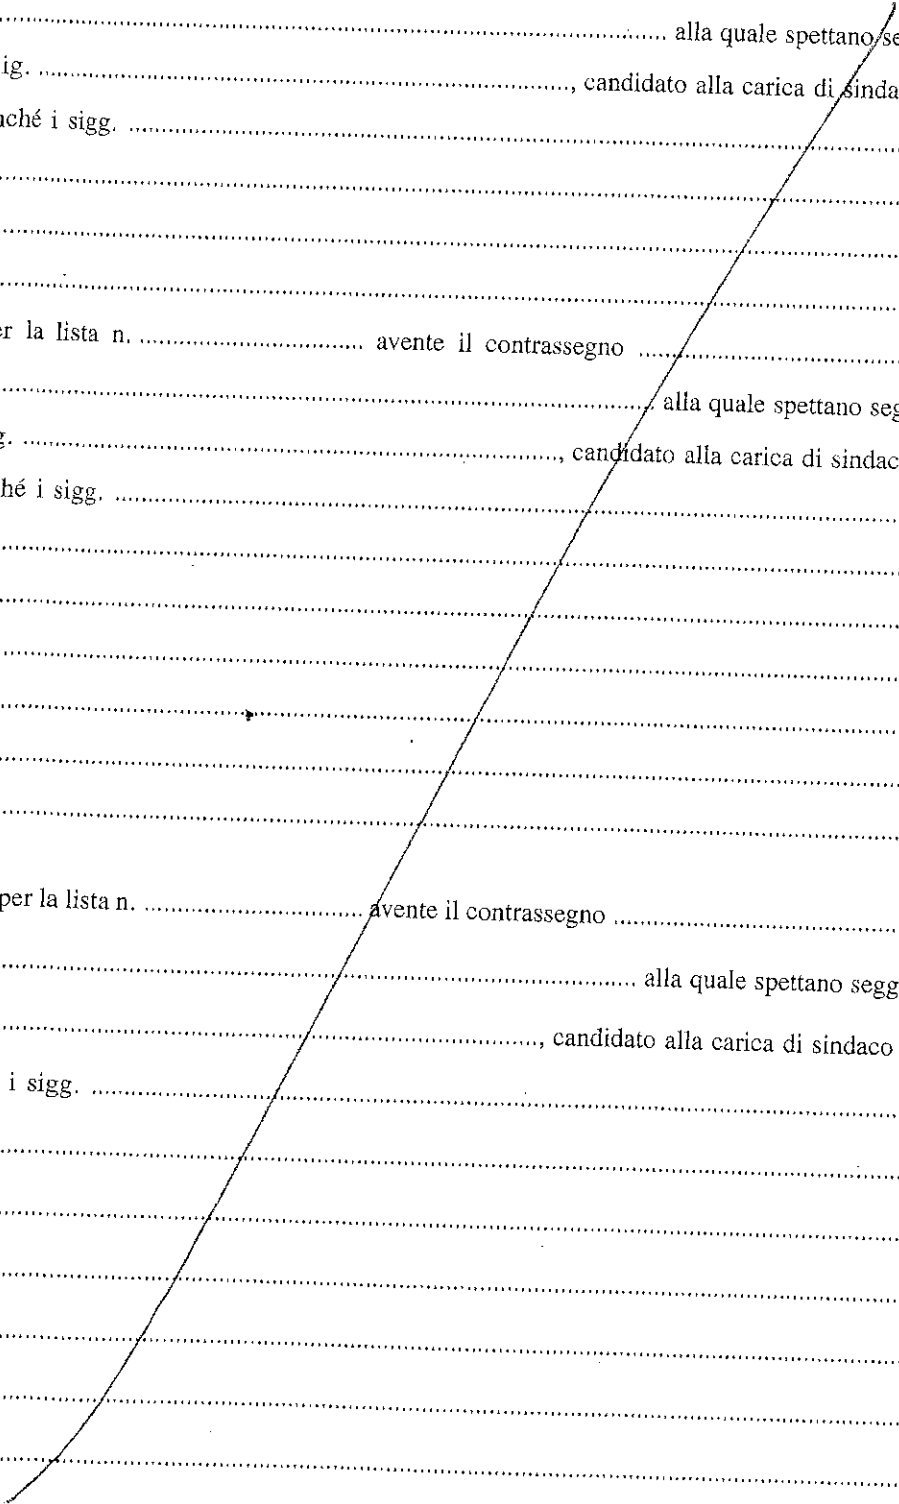 ........ alla quale spettano se
ig. ........, candidato alla carica di sinda
nché i sigg. ........
........
........
........
er la lista n. ........ avente il contrassegno ........
........ alla quale spettano seg
g. ........, candidato alla carica di sindac
hé i sigg. ........
........
........
........
........
........
........
per la lista n. ........ avente il contrassegno ........
........ alla quale spettano segg
........, candidato alla carica di sindaco
i sigg. ........
........
........
........
........
........
........